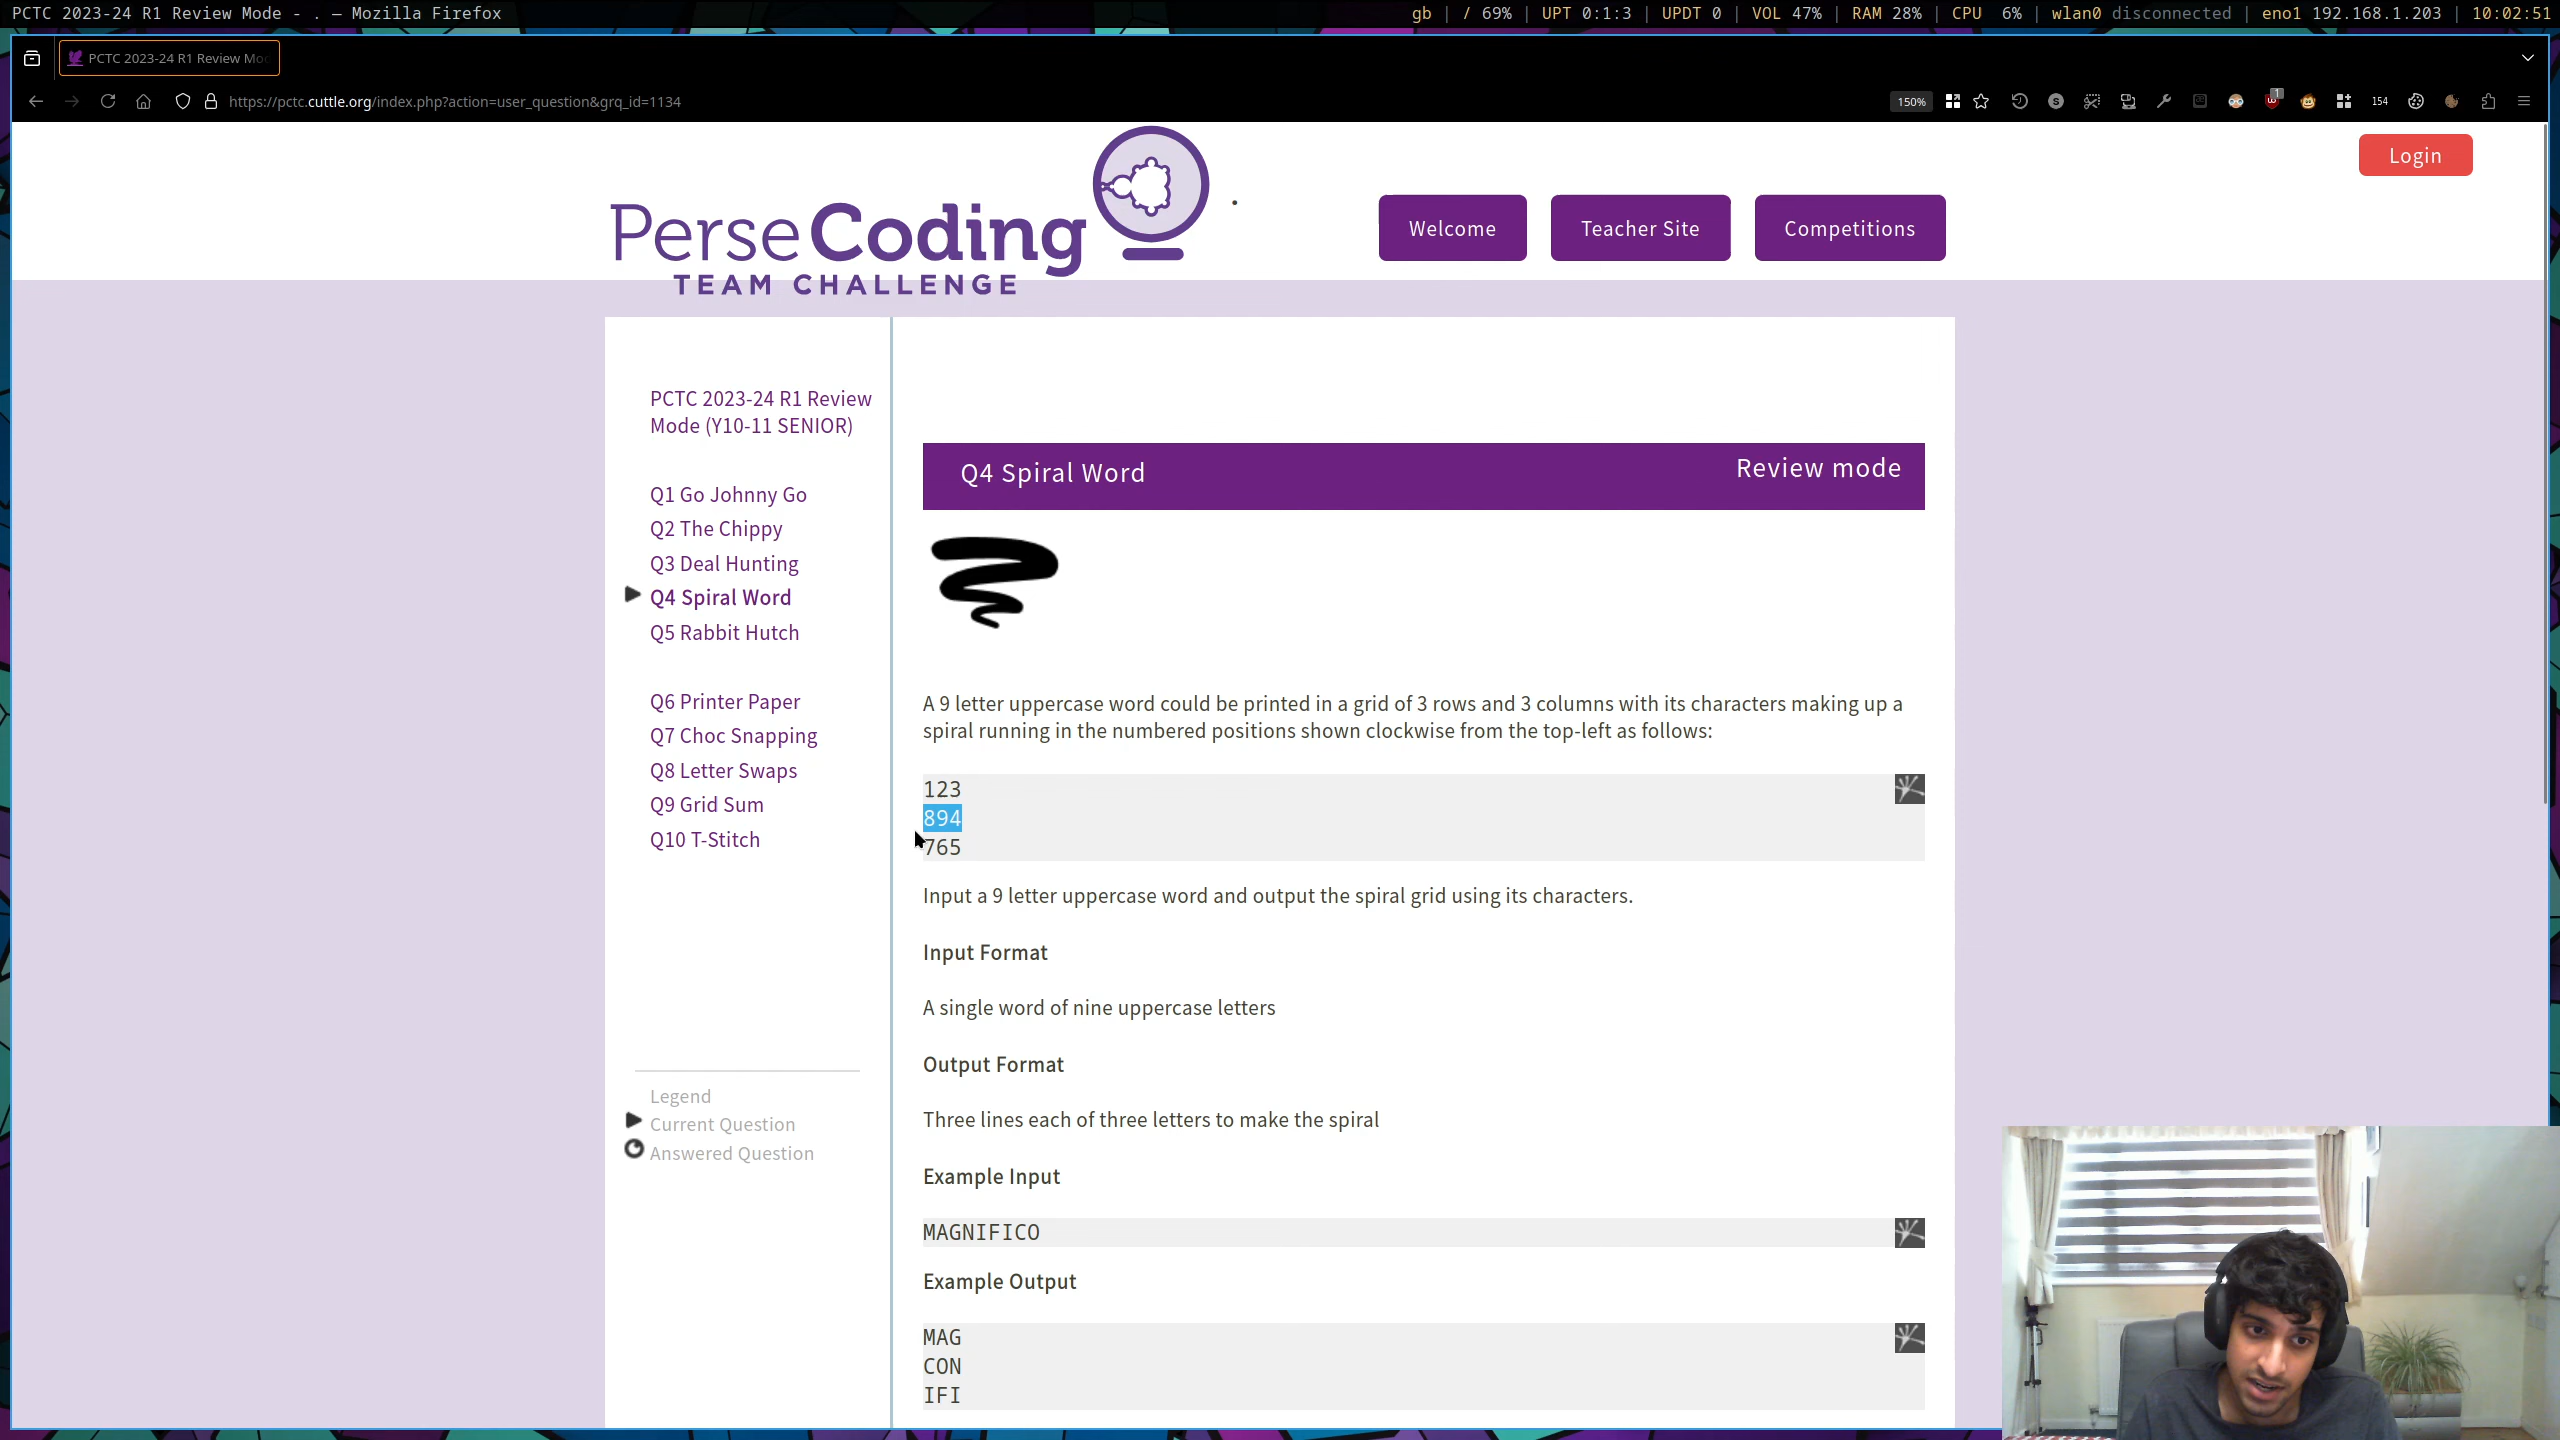 PCTC 2023-24 R1 Review Mode - . — Mozilla Firefox
gb | / 69% | UPT 0:1:3 | UPDT 0 | VOL 47% | RAM 28% | CPU 6% | wlan0 disconnected | eno1 192.168.1.203 | 10:02:51
PCTC 2023-24 R1 Review Mo
https://pctc.cuttle.org/index.php?action=user_question&grq_id=1134
150%
1
154
Login
Perse Coding
TEAM CHALLENGE
.
Welcome
Teacher Site
Competitions
PCTC 2023-24 R1 Review
Mode (Y10-11 SENIOR)
Q1 Go Johnny Go
Q2 The Chippy
Q3 Deal Hunting
Q4 Spiral Word
Q5 Rabbit Hutch
Q6 Printer Paper
Q7 Choc Snapping
Q8 Letter Swaps
Q9 Grid Sum
Q10 T-Stitch
Legend
Current Question
Answered Question
Q4 Spiral Word
Review mode
A 9 letter uppercase word could be printed in a grid of 3 rows and 3 columns with its characters making up a
spiral running in the numbered positions shown clockwise from the top-left as follows:
123
894
765
Input a 9 letter uppercase word and output the spiral grid using its characters.
Input Format
A single word of nine uppercase letters
Output Format
Three lines each of three letters to make the spiral
Example Input
MAGNIFICO
Example Output
MAG
CON
IFI